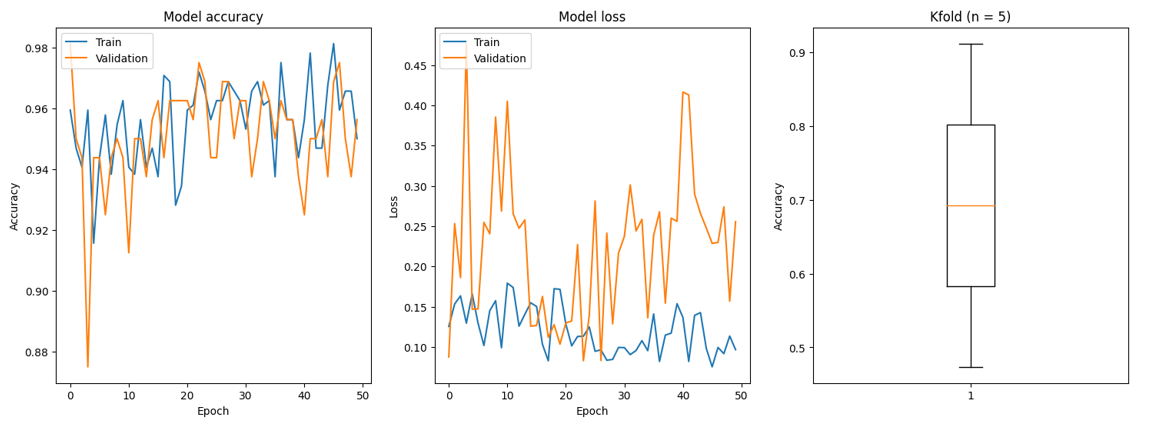 Model accuracy
Train
Validation
0.98
0.96
0.94
0.92
0.90
0.88
Accuracy
0
10
20
30
40
50
Epoch
Model loss
Train
Validation
0.45
0.40
0.35
0.30
0.25
0.20
0.15
0.10
Loss
0
10
20
30
40
50
Epoch
Kfold (n = 5)
0.9
0.8
0.7
0.6
0.5
Accuracy
1